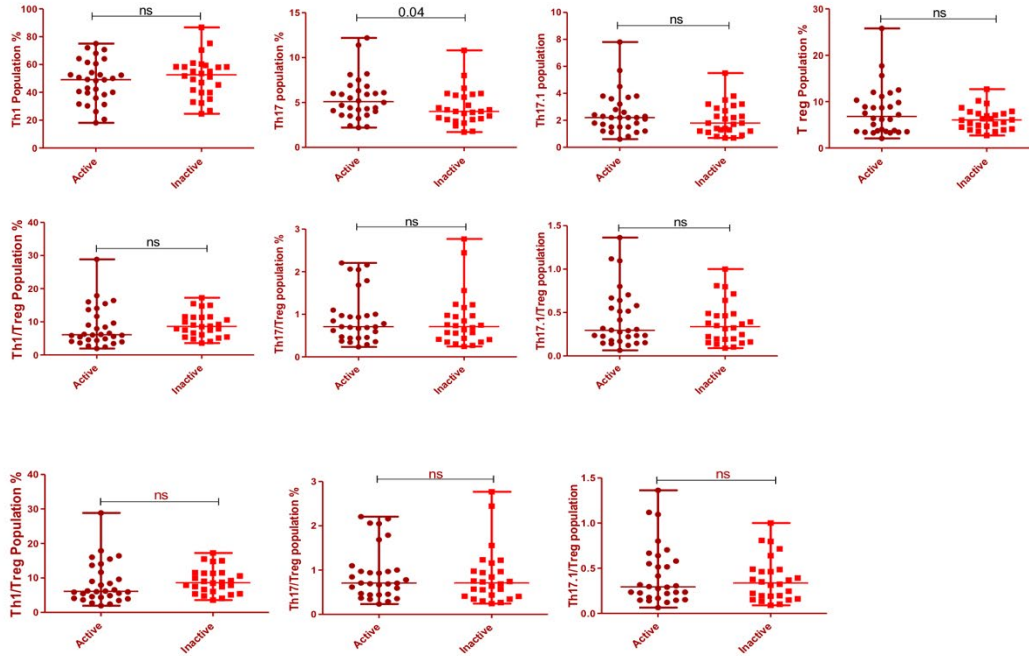 ns
Th1 Population %
100
80
60
40
20
0
Active
Inactive
0.04
Th17 population
15
10
5
0
Active
Inactive
ns
Th17.1 population
10
8
6
4
2
0
Active
Inactive
ns
T reg Population %
30
20
10
0
Active
Inactive
ns
Th1/Treg Population %
40
30
20
10
0
Active
Inactive
ns
Th17/Treg Population %
3
2
1
0
Active
Inactive
ns
Th17.1/Treg population
1.5
1.0
0.5
0.0
Active
Inactive
ns
Th1/Treg Population %
40
30
20
10
0
Active
Inactive
ns
Th17/Treg population %
3
2
1
0
Active
Inactive
ns
Th17.1/Treg population
1.5
1.0
0.5
0.0
Active
Inactive